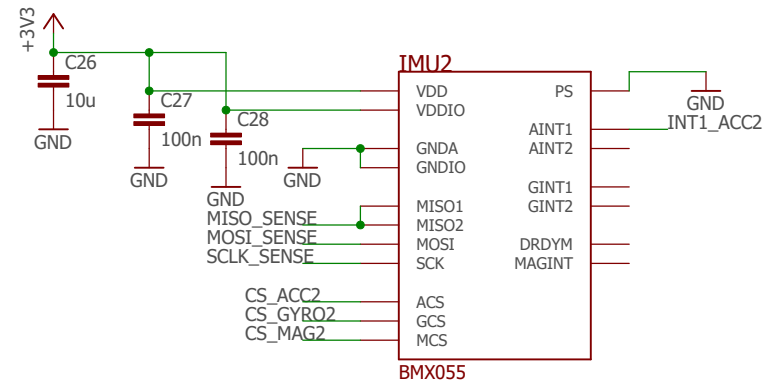 +3V3
C26
10u
GND
C27
100n
GND
C28
100n
GND
IMU2
VDD
VDDIO
GNDA
GNDIO
MISO1
MISO2
MOSI
SCK
ACS
GCS
MCS
PS
AINT1
AINT2
GINT1
GINT2
DRDYM
MAGINT
BMX055
GND
INT1_ACC2
GND
MISO_SENSE
MOSI_SENSE
SCLK_SENSE
CS_ACC2
CS_GYRO2
CS_MAG2